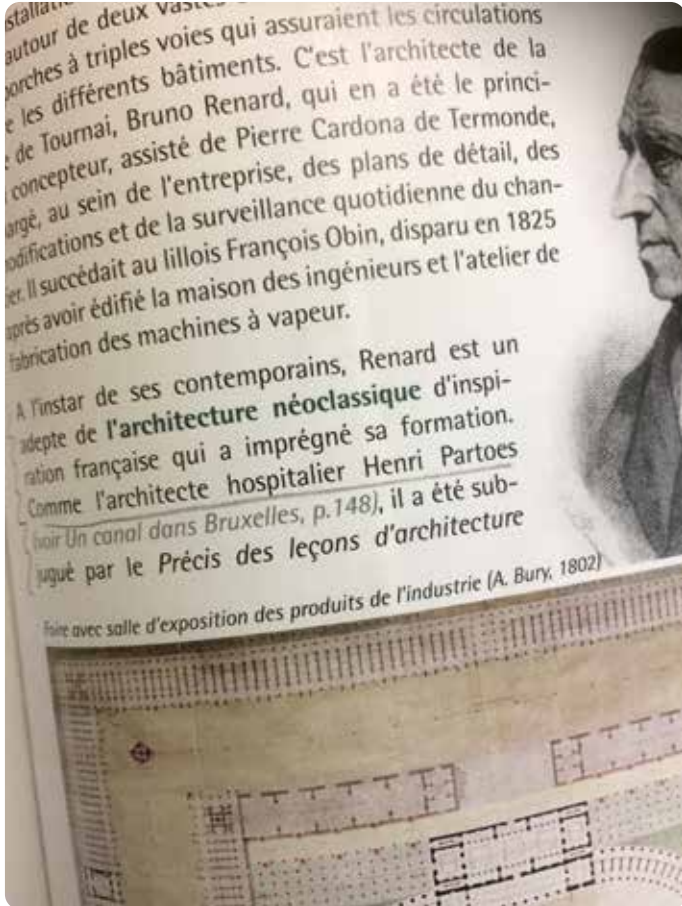 autour de deux
porches à triples voies qui assuraient les circulations
les différents bâtiments. C'est l'architecte de la
de Tournai, Bruno Renard, qui en a été le princi-
concepteur, assisté de Pierre Cardona de Termonde,
au sein de l'entreprise, des plans de détail, des
et de la surveillance quotidienne du chan-
Il succédait au lillois François Obin, disparu en 1825
après avoir édifié la maison des ingénieurs et l'atelier de
fabrication des machines à vapeur.
A l'instar de ses contemporains, Renard est un
adepte de l'architecture néoclassique d'inspi-
ration française qui a imprégné sa formation.
Comme l'architecte hospitalier Henri Partoes
(voir Un canal dans Bruxelles, p.148), il a été sub-
jugué par le Précis des leçons d'architecture
Foire avec salle d'exposition des produits de l'industrie (A. Bury, 1802)